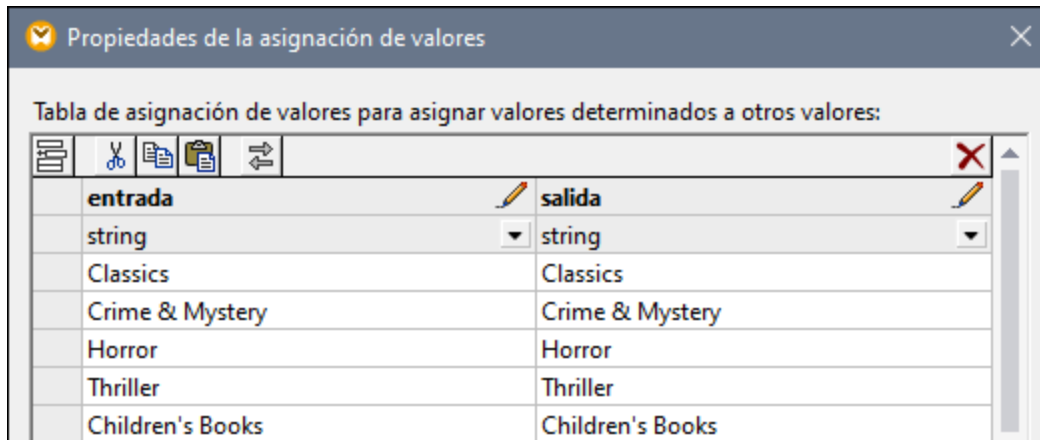 Propiedades de la asignación de valores
Tabla de asignación de valores para asignar valores determinados a otros valores:
entrada salida
string string
Classics Classics
Crime & Mystery Crime & Mystery
Horror Horror
Thriller Thriller
Children's Books Children's Books